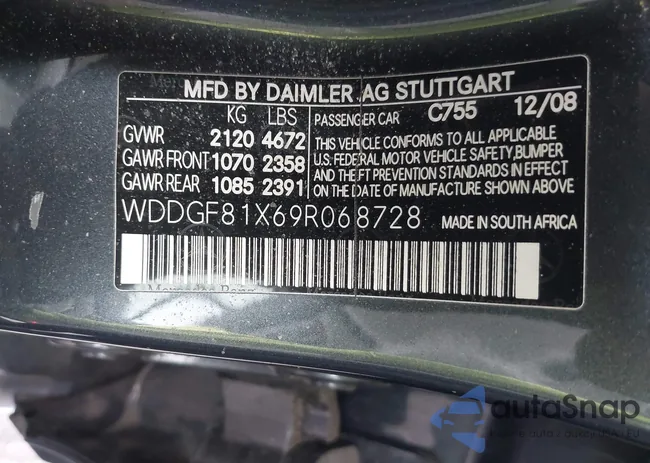 MFD BY DAIMLER AG STUTTGART
KG LBS PASSENGER CAR C755 12/08
GVWR 2120 4672
GAWR FRONT 1070 2358
GAWR REAR 1085 2391
THIS VEHICLE CONFORMS TO ALL APPLICABLE
U.S. FEDERAL MOTOR VEHICLE SAFETY, BUMPER
AND THEFT PREVENTION STANDARDS IN EFFECT
ON THE DATE OF MANUFACTURE SHOWN ABOVE
WDDGF81X69R068728 MADE IN SOUTH AFRICA
Mercedes-Benz
autoSnap